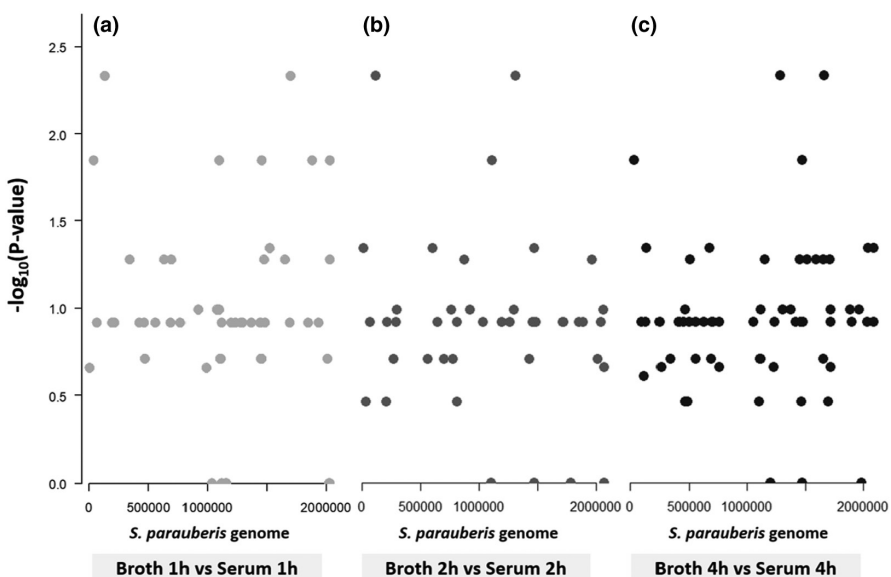 (a) (b) (c)
2.5
2.0
1.5
1.0
0.5
0.0
-log10(P-value)
0 500000 1000000 2000000 0 500000 1000000 2000000 0 500000 1000000 2000000
S. parauberis genome S. parauberis genome S. parauberis genome
Broth 1h vs Serum 1h Broth 2h vs Serum 2h Broth 4h vs Serum 4h